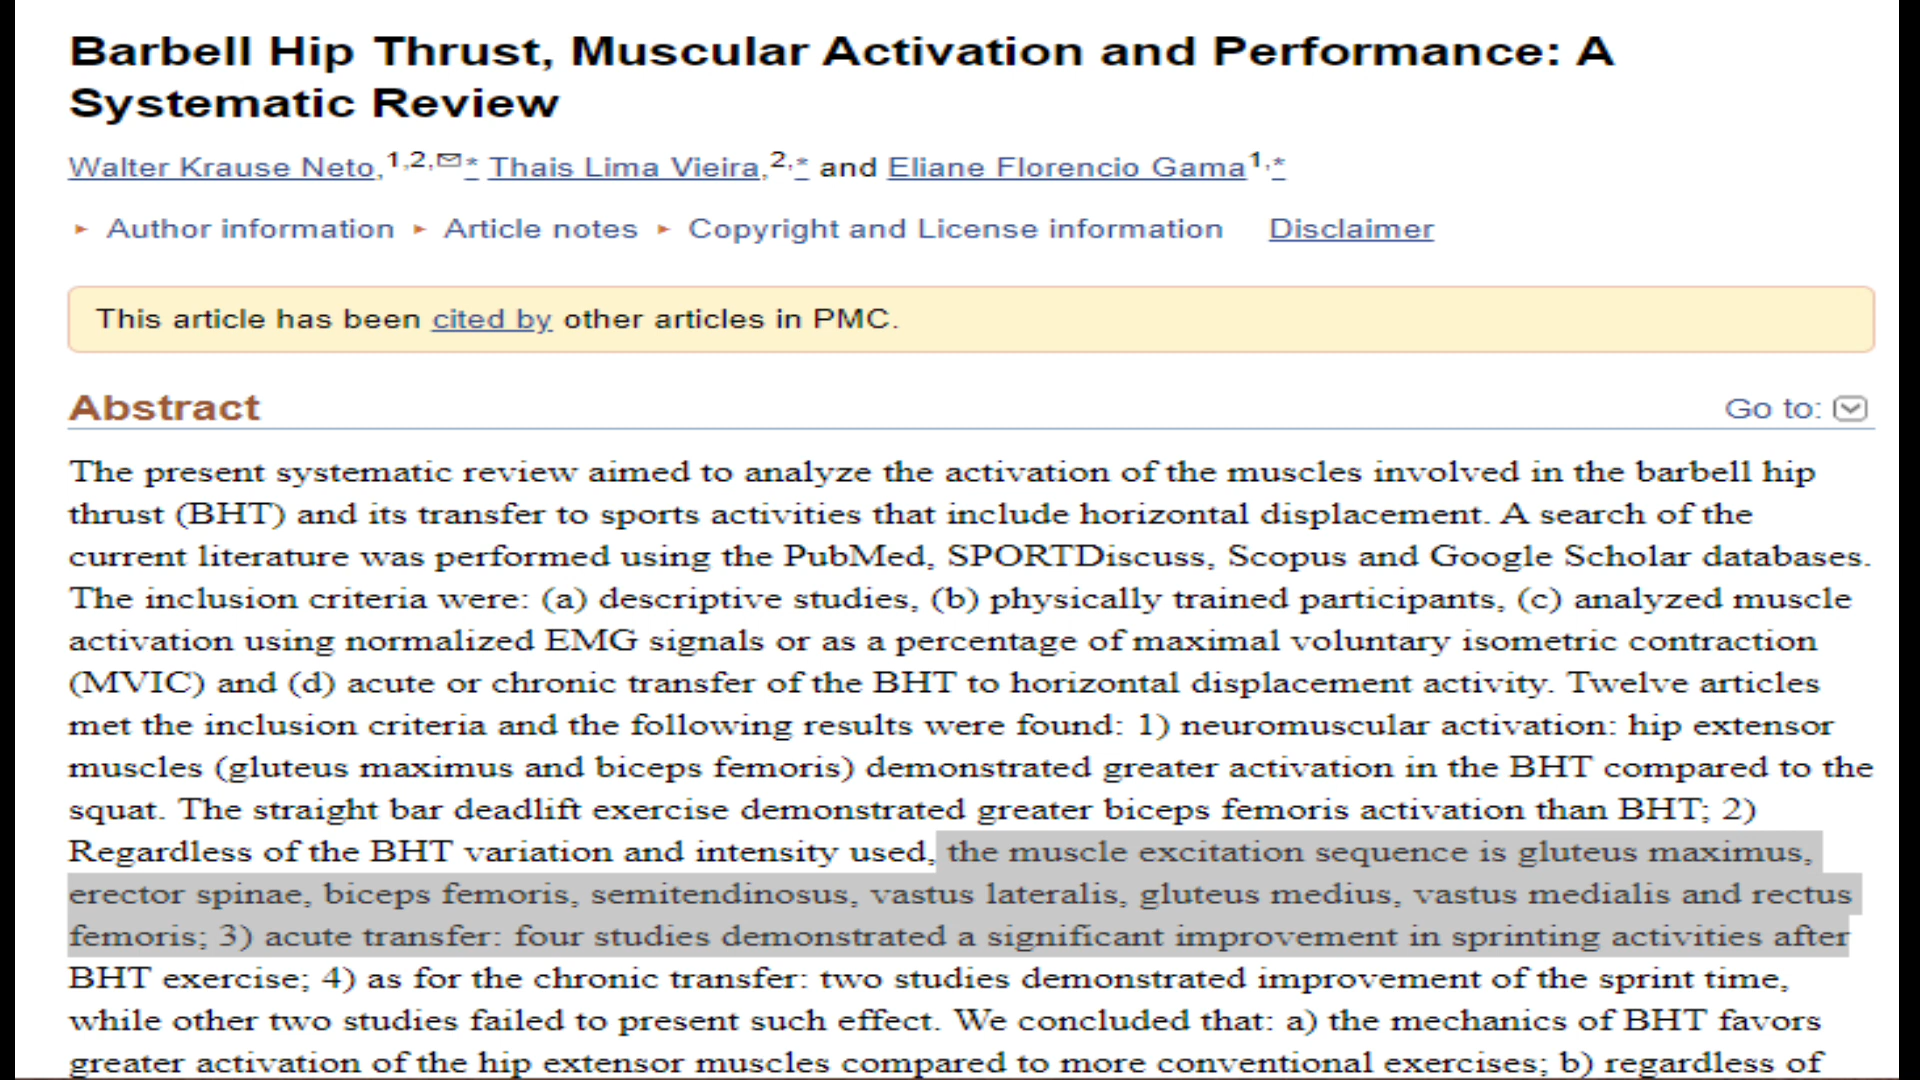 Barbell Hip Thrust, Muscular Activation and Performance: A
Systematic Review
Walter Krause Neto,1,2,✉* Thais Lima Vieira,2,* and Eliane Florencio Gama1,*
► Author information ► Article notes ► Copyright and License information Disclaimer
This article has been cited by other articles in PMC.
Abstract Go to:
The present systematic review aimed to analyze the activation of the muscles involved in the barbell hip
thrust (BHT) and its transfer to sports activities that include horizontal displacement. A search of the
current literature was performed using the PubMed, SPORTDiscuss, Scopus and Google Scholar databases.
The inclusion criteria were: (a) descriptive studies, (b) physically trained participants, (c) analyzed muscle
activation using normalized EMG signals or as a percentage of maximal voluntary isometric contraction
(MVIC) and (d) acute or chronic transfer of the BHT to horizontal displacement activity. Twelve articles
met the inclusion criteria and the following results were found: 1) neuromuscular activation: hip extensor
muscles (gluteus maximus and biceps femoris) demonstrated greater activation in the BHT compared to the
squat. The straight bar deadlift exercise demonstrated greater biceps femoris activation than BHT; 2)
Regardless of the BHT variation and intensity used, the muscle excitation sequence is gluteus maximus,
erector spinae, biceps femoris, semitendinosus, vastus lateralis, gluteus medius, vastus medialis and rectus
femoris; 3) acute transfer: four studies demonstrated a significant improvement in sprinting activities after
BHT exercise; 4) as for the chronic transfer: two studies demonstrated improvement of the sprint time,
while other two studies failed to present such effect. We concluded that: a) the mechanics of BHT favors
greater activation of the hip extensor muscles compared to more conventional exercises; b) regardless of